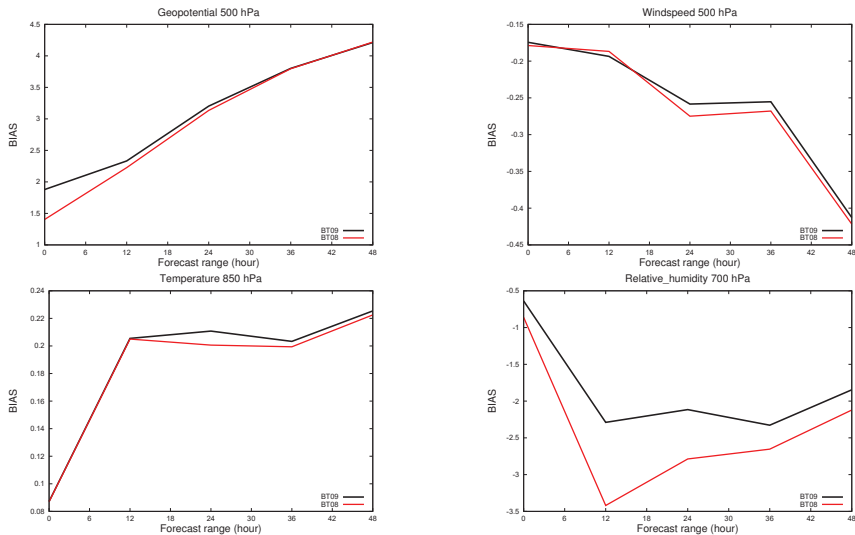 Geopotential 500 hPa
4.5
4
3.5
3
2.5
2
1.5
1
BIAS
0 6 12 18 24 30 36 42 48
Forecast range (hour)
BT09
BT08
Windspeed 500 hPa
-0.15
-0.2
-0.25
-0.3
-0.35
-0.4
-0.45
BIAS
0 6 12 18 24 30 36 42 48
Forecast range (hour)
BT09
BT08
Temperature 850 hPa
0.24
0.22
0.2
0.18
0.16
0.14
0.12
0.1
0.08
BIAS
0 6 12 18 24 30 36 42 48
Forecast range (hour)
BT09
BT08
Relative_humidity 700 hPa
-0.5
-1
-1.5
-2
-2.5
-3
-3.5
BIAS
0 6 12 18 24 30 36 42 48
Forecast range (hour)
BT09
BT08